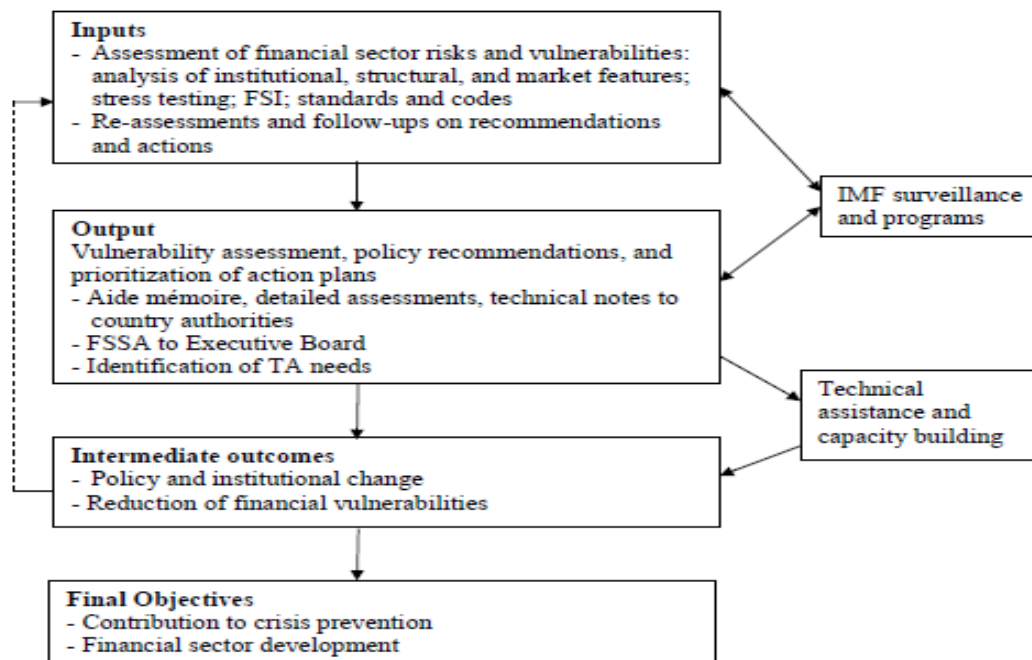 Inputs
- Assessment of financial sector risks and vulnerabilities:
analysis of institutional, structural, and market features;
stress testing; FSI; standards and codes
- Re-assessments and follow-ups on recommendations
and actions
IMF surveillance
and programs
Output
Vulnerability assessment, policy recommendations, and
prioritization of action plans
- Aide mémoire, detailed assessments, technical notes to
country authorities
- FSSA to Executive Board
- Identification of TA needs
Technical
assistance and
capacity building
Intermediate outcomes
- Policy and institutional change
- Reduction of financial vulnerabilities
Final Objectives
- Contribution to crisis prevention
- Financial sector development